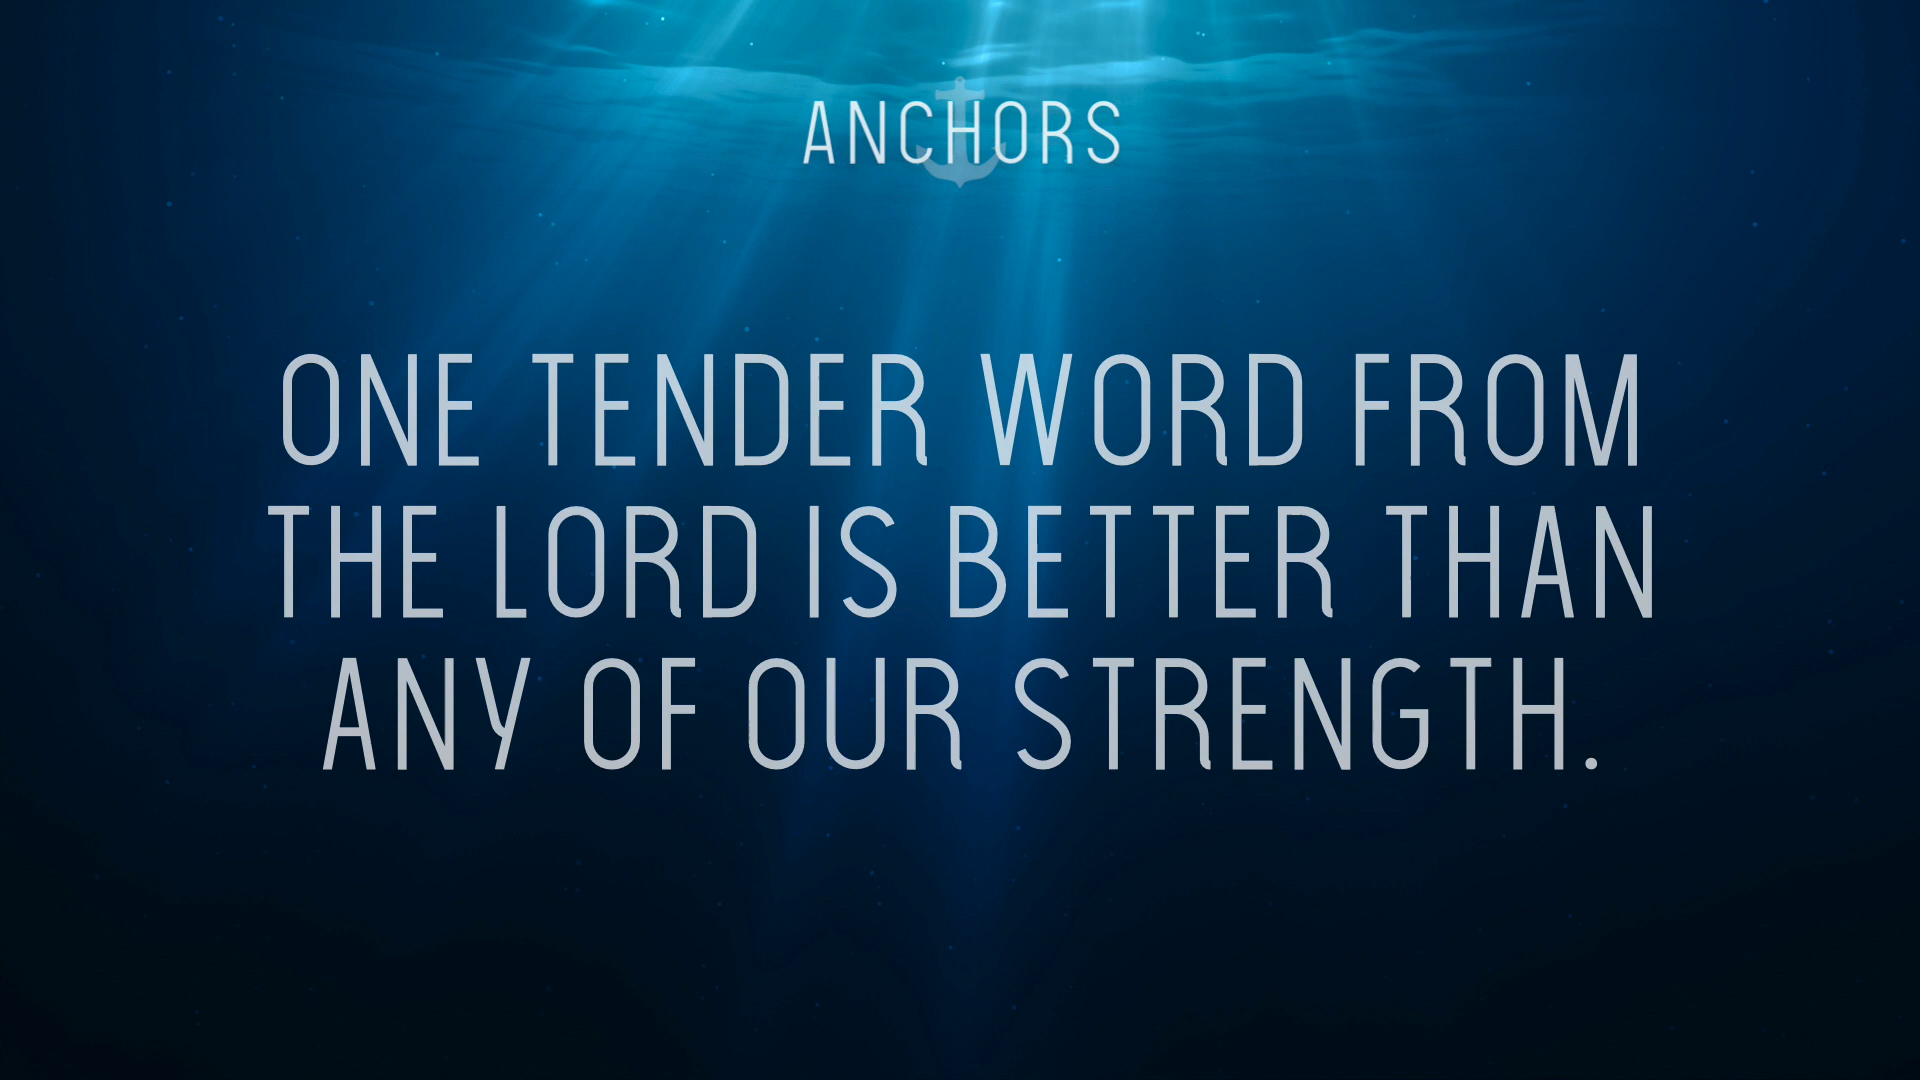 ANCHORS
ONE TENDER WORD FROM
THE LORD IS BETTER THAN
ANY OF OUR STRENGTH.